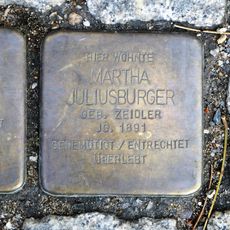 HIER WOHNTE
MARTHA
JULIUSBURGER
GEB. ZEIDLER
JG. 1891
GEDEMÜTIGT / ENTRECHTET
ÜBERLEBT